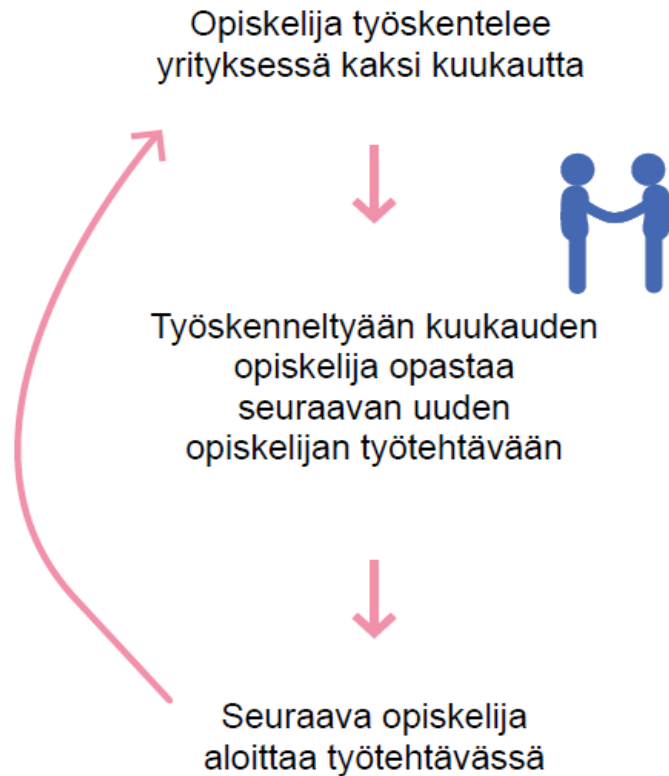 Opiskelija työskentelee
yrityksessä kaksi kuukautta
Työskenneltyään kuukauden
opiskelija opastaa
seuraavan uuden
opiskelijan työtehtävään
Seuraava opiskelija
aloittaa työtehtävässä